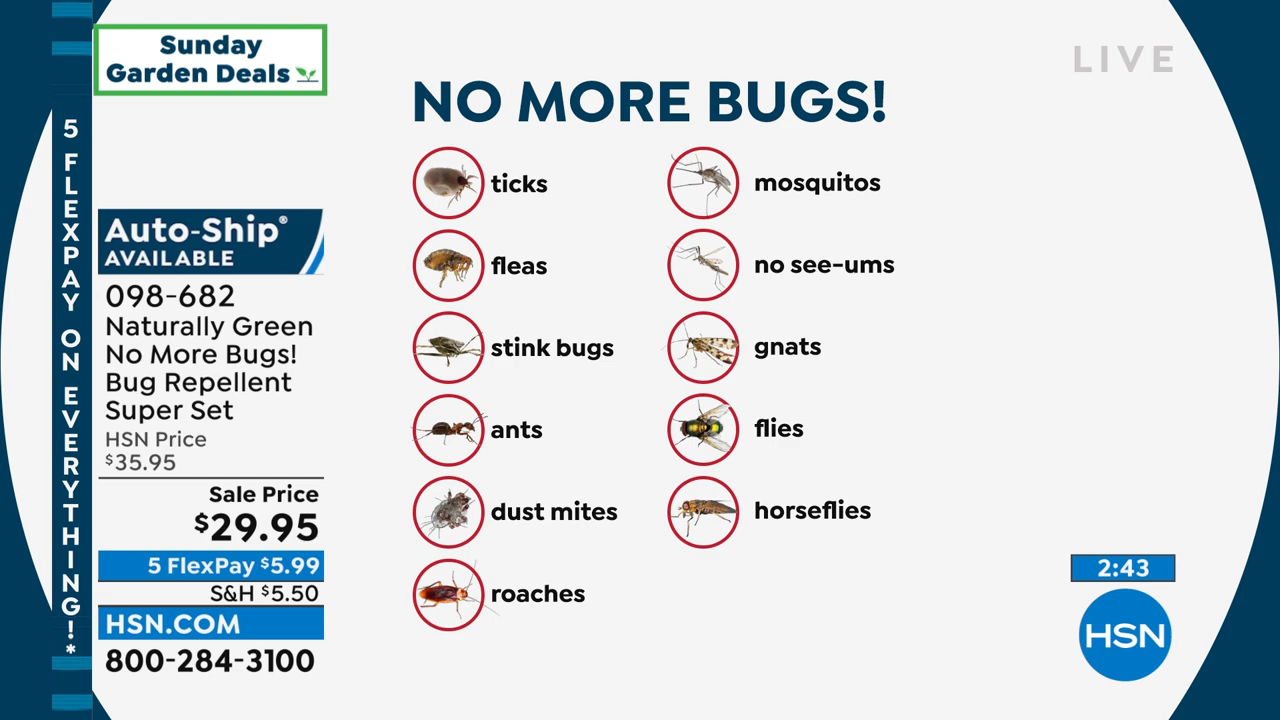 5 FLEXPAY ON EVERYTHING!*
Sunday
Garden Deals
Auto-Ship®
AVAILABLE
098-682
Naturally Green
No More Bugs!
Bug Repellent
Super Set
HSN Price
$35.95
Sale Price
$29.95
5 FlexPay $5.99
S&H $5.50
HSN.COM
800-284-3100
NO MORE BUGS!
ticks
fleas
stink bugs
ants
dust mites
roaches
mosquitos
no see-ums
gnats
flies
horseflies
LIVE
2:43
HSN